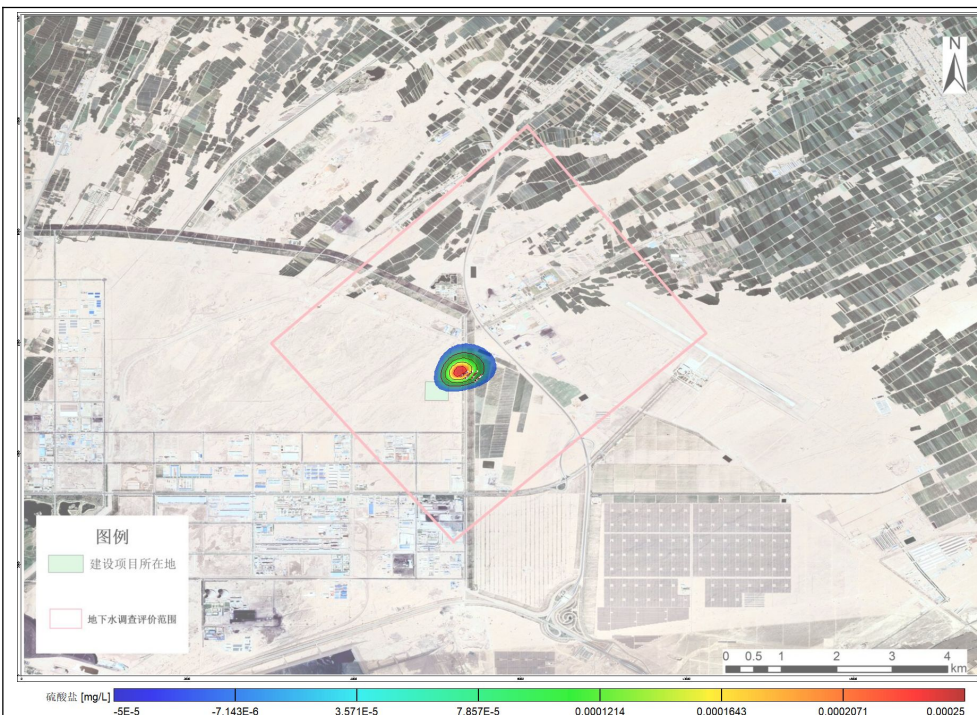 N
图例
建设项目所在地
地下水调查评价范围
0 0.5 1 2 3 4
km
硫酸盐 [mg/L]
-5E-5 -7.143E-6 3.571E-5 7.857E-5 0.0001214 0.0001643 0.0002071 0.00025